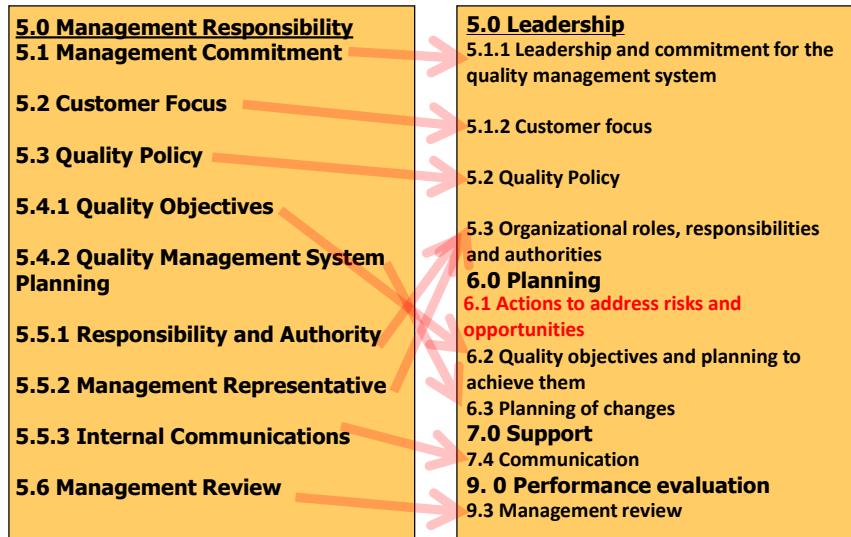 5.0 Management Responsibility
5.1 Management Commitment
5.2 Customer Focus
5.3 Quality Policy
5.4.1 Quality Objectives
5.4.2 Quality Management System
Planning
5.5.1 Responsibility and Authority
5.5.2 Management Representative
5.5.3 Internal Communications
5.6 Management Review
5.0 Leadership
5.1.1 Leadership and commitment for the
quality management system
5.1.2 Customer focus
5.2 Quality Policy
5.3 Organizational roles, responsibilities
and authorities
6.0 Planning
6.1 Actions to address risks and
opportunities
6.2 Quality objectives and planning to
achieve them
6.3 Planning of changes
7.0 Support
7.4 Communication
9. 0 Performance evaluation
9.3 Management review